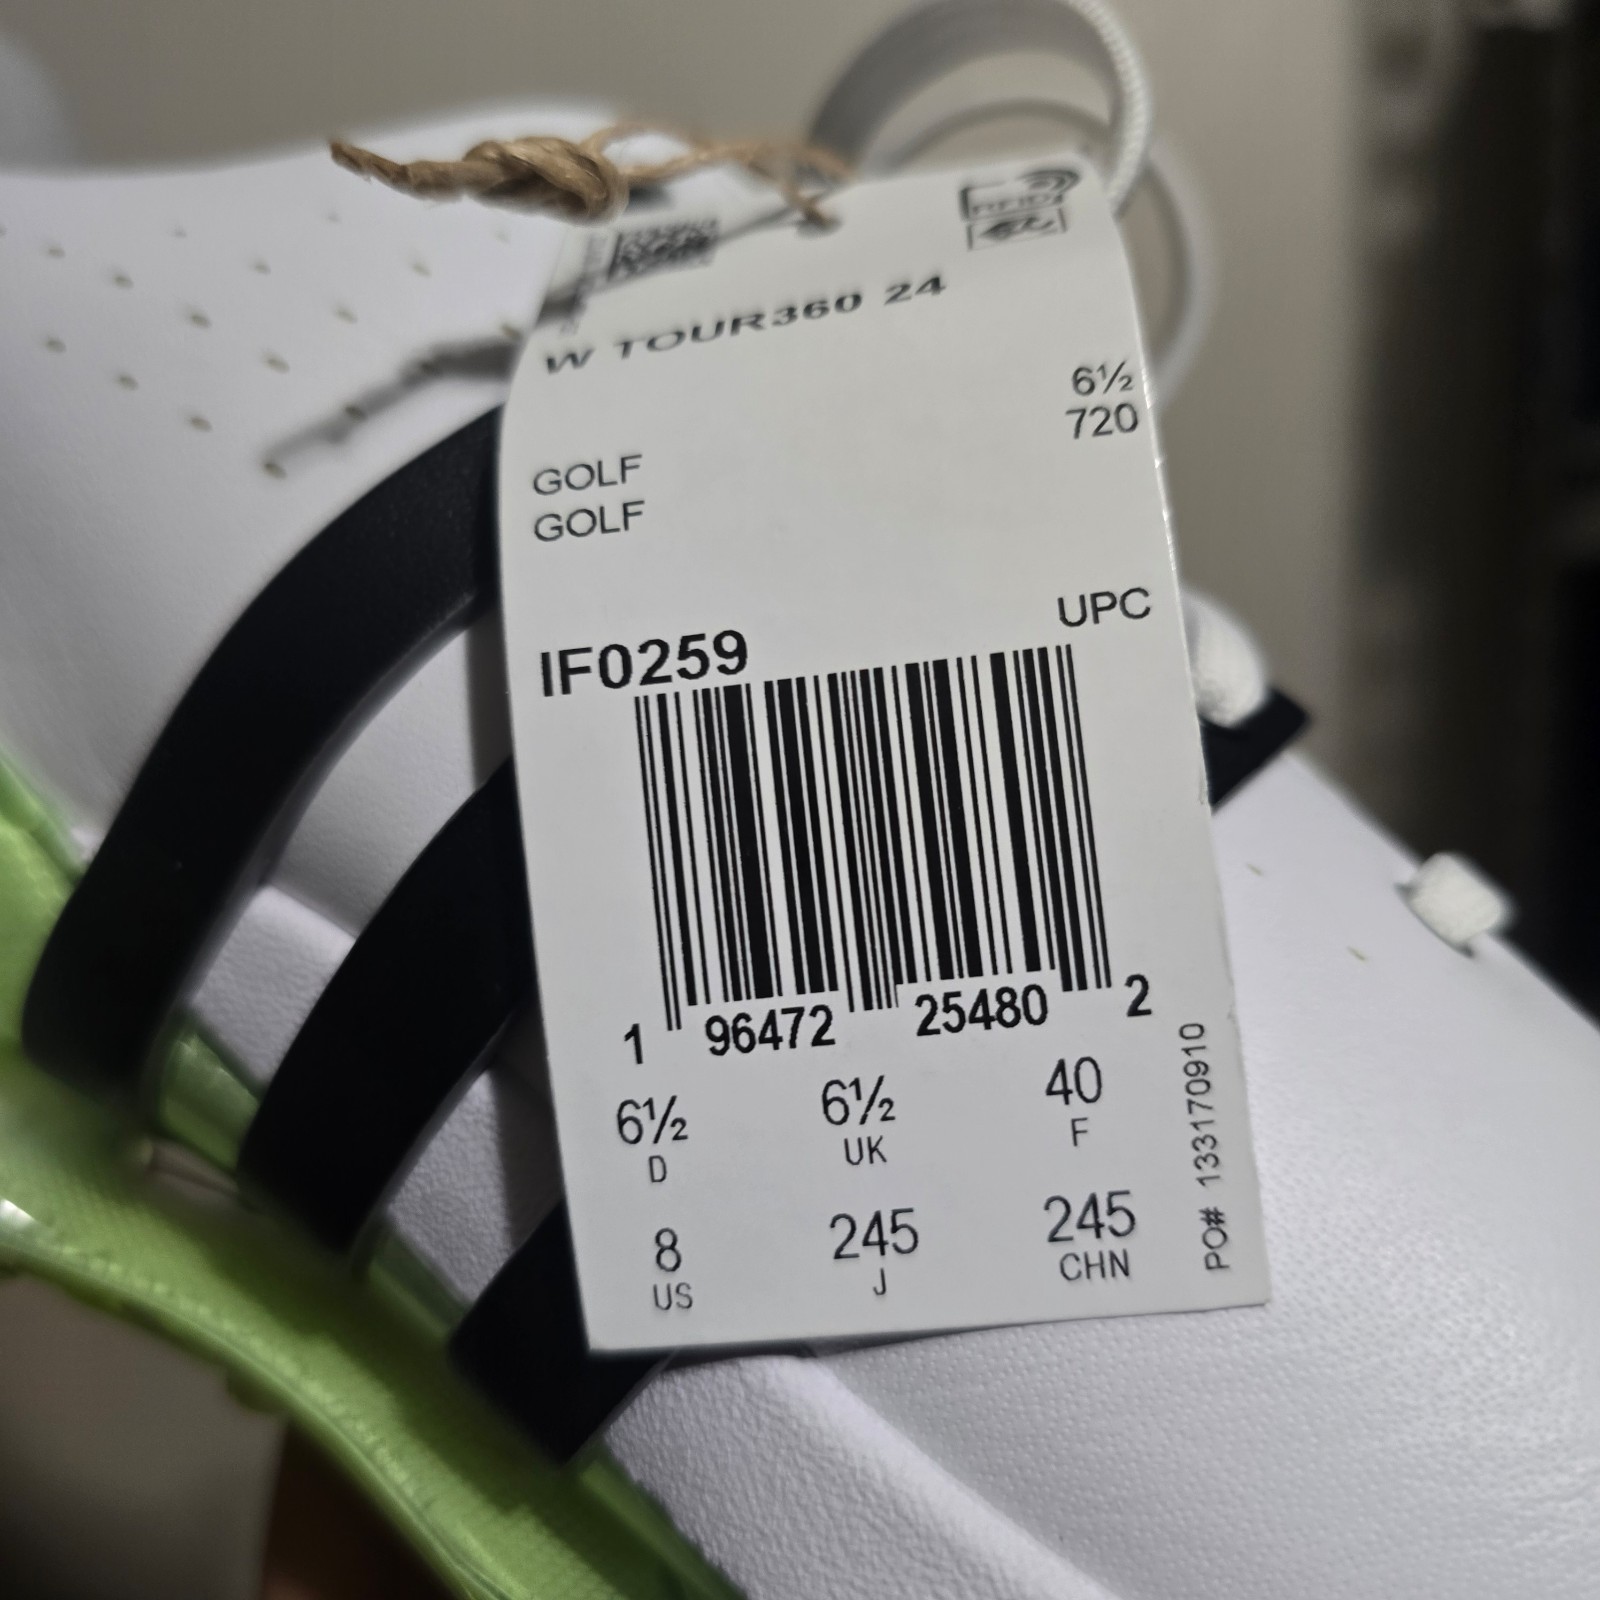 RFID
W TOUR360 24
6½
720
GOLF
GOLF
UPC
IF0259
1 96472 25480 2
6½ 6½ 40
D UK F
8 245 245
US J CHN
PO# 133170910